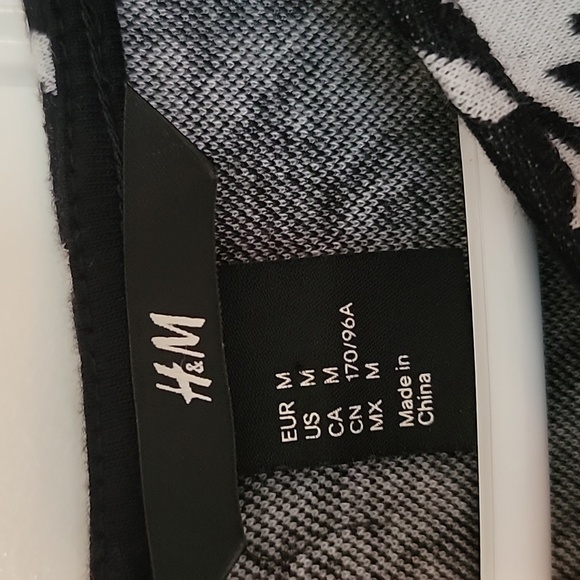 H&M
EUR M
US M
CA M
CN 170/96A
MX M
Made in
China